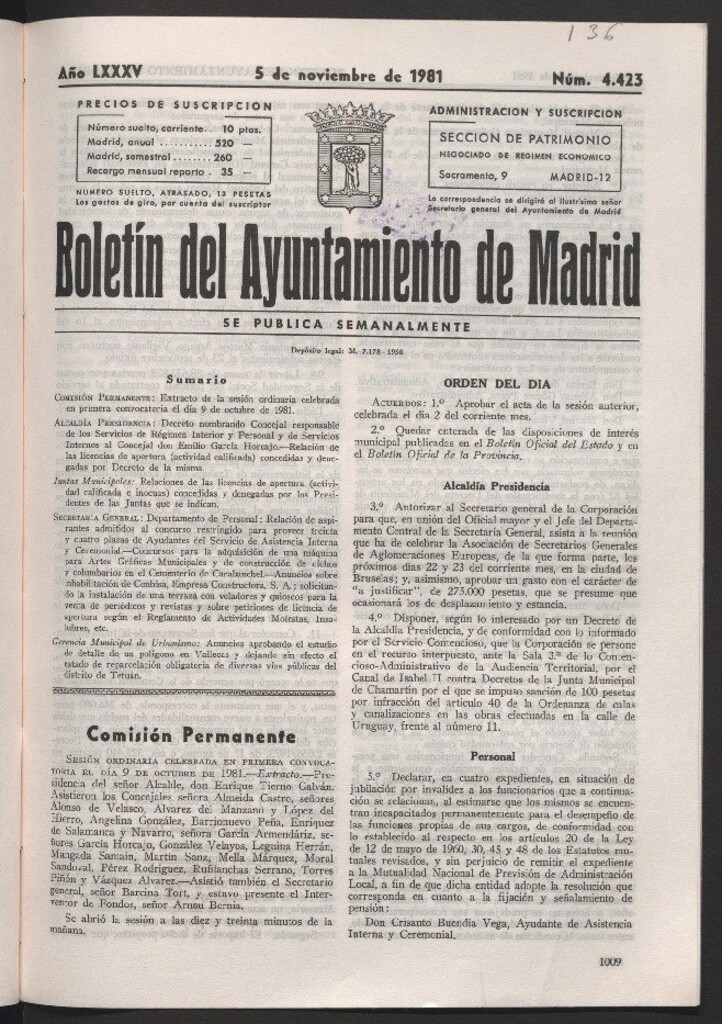 136
Año LXXXV
5 de noviembre de 1981
Núm. 4.423
PRECIOS DE SUSCRIPCION
Número suelto, corriente.. 10 ptas.
Madrid, anual ........... 520 —
Madrid, semestral ........ 260 —
Recargo mensual reparto . 35 —
NUMERO SUELTO, ATRASADO, 13 PESETAS
Los gastos de giro, por cuenta del suscriptor
ADMINISTRACION Y SUSCRIPCION
SECCION DE PATRIMONIO
NEGOCIADO DE REGIMEN ECONOMICO
Sacramento, 9 MADRID-12
La correspondencia se dirigirá al ilustrísimo señor
Secretario general del Ayuntamiento de Madrid
Boletín del Ayuntamiento de Madrid
SE PUBLICA SEMANALMENTE
Depósito legal: M. 7.178 - 1958
Sumario
COMISIÓN PERMANENTE: Extracto de la sesión ordinaria celebrada
en primera convocatoria el día 9 de octubre de 1981.
ALCALDÍA PRESIDENCIA: Decreto nombrando Concejal responsable
de los Servicios de Régimen Interior y Personal y de Servicios
Internos al Concejal don Emilio García Horcajo.—Relación de
las licencias de apertura (actividad calificada) concedidas y dene-
gadas por Decreto de la misma.
Juntas Municipales: Relaciones de las licencias de apertura (activi-
dad calificada e inocuas) concedidas y denegadas por los Presi-
dentes de las Juntas que se indican.
SECRETARÍA GENERAL: Departamento de Personal: Relación de aspi-
rantes admitidos al concurso restringido para proveer treinta
y cuatro plazas de Ayudantes del Servicio de Asistencia Interna
y Ceremonial.—Concursos para la adquisición de una máquina
para Artes Gráficas Municipales y de construcción de nichos
y columbarios en el Cementerio de Carabanchel.—Anuncios sobre
inhabilitación de Cmhisa, Empresa Constructora, S. A.; solicitan-
do la instalación de una terraza con veladores y quioscos para la
venta de periódicos y revistas y sobre peticiones de licencia de
apertura según el Reglamento de Actividades Molestas, Insa-
lubres, etc.
Gerencia Municipal de Urbanismo: Anuncios aprobando el estudio
de detalle de un polígono en Vallecas y dejando sin efecto el
estado de reparcelación obligatoria de diversas vías públicas del
distrito de Tetuán.
Comisión Permanente
SESIÓN ORDINARIA CELEBRADA EN PRIMERA CONVOCA-
TORIA EL DÍA 9 DE OCTUBRE DE 1981.—Extracto.—Pre-
sidencia del señor Alcalde, don Enrique Tierno Galván.
Asistieron los Concejales señora Almeida Castro, señores
Alonso de Velasco, Alvarez del Manzano y López del
Hierro, Angelina González, Barrionuevo Peña, Enríquez
de Salamanca y Navarro, señora García Armendáriz, se-
ñores García Horcajo, González Velayos, Leguina Herrán,
Mangada Samain, Martín Sanz, Mella Márquez, Moral
Sandoval, Pérez Rodríguez, Rufilanchas Serrano, Torres
Piñón y Vázquez Alvarez.—Asistió también el Secretario
general, señor Barcina Tort, y estuvo presente el Inter-
ventor de Fondos, señor Arnau Bernia.
Se abrió la sesión a las diez y treinta minutos de la
mañana.
ORDEN DEL DIA
ACUERDOS: 1.º Aprobar el acta de la sesión anterior,
celebrada el día 2 del corriente mes.
2.º Quedar enterada de las disposiciones de interés
municipal publicadas en el Boletín Oficial del Estado y en
el Boletín Oficial de la Provincia.
Alcaldía Presidencia
3.º Autorizar al Secretario general de la Corporación
para que, en unión del Oficial mayor y el Jefe del Departa-
mento Central de la Secretaría General, asista a la reunión
que ha de celebrar la Asociación de Secretarios Generales
de Aglomeraciones Europeas, de la que forma parte, los
próximos días 22 y 23 del corriente mes, en la ciudad de
Bruselas; y, asimismo, aprobar un gasto con el carácter de
"a justificar", de 275.000 pesetas, que se presume que
ocasionará los de desplazamiento y estancia.
4.º Disponer, según lo interesado por un Decreto de
la Alcaldía Presidencia, y de conformidad con lo informado
por el Servicio Contencioso, que la Corporación se persone
en el recurso interpuesto, ante la Sala 3.ª de lo Conten-
cioso-Administrativo de la Audiencia Territorial, por el
Canal de Isabel II contra Decretos de la Junta Municipal
de Chamartín por el que se impuso sanción de 100 pesetas
por infracción del artículo 40 de la Ordenanza de calas
y canalizaciones en las obras efectuadas en la calle de
Uruguay, frente al número 11.
Personal
5.º Declarar, en cuatro expedientes, en situación de
jubilación por invalidez a los funcionarios que a continua-
ción se relacionan, al estimarse que los mismos se encuen-
tran incapacitados permanentemente para el desempeño de
las funciones propias de sus cargos, de conformidad con
lo establecido al respecto en los artículos 20 de la Ley
de 12 de mayo de 1960, 30, 45 y 48 de los Estatutos mu-
tuales revisados, y sin perjuicio de remitir el expediente
a la Mutualidad Nacional de Previsión de Administración
Local, a fin de que dicha entidad adopte la resolución que
corresponda en cuanto a la fijación y señalamiento de
pensión:
Don Crisanto Buendía Vega, Ayudante de Asistencia
Interna y Ceremonial.
1009